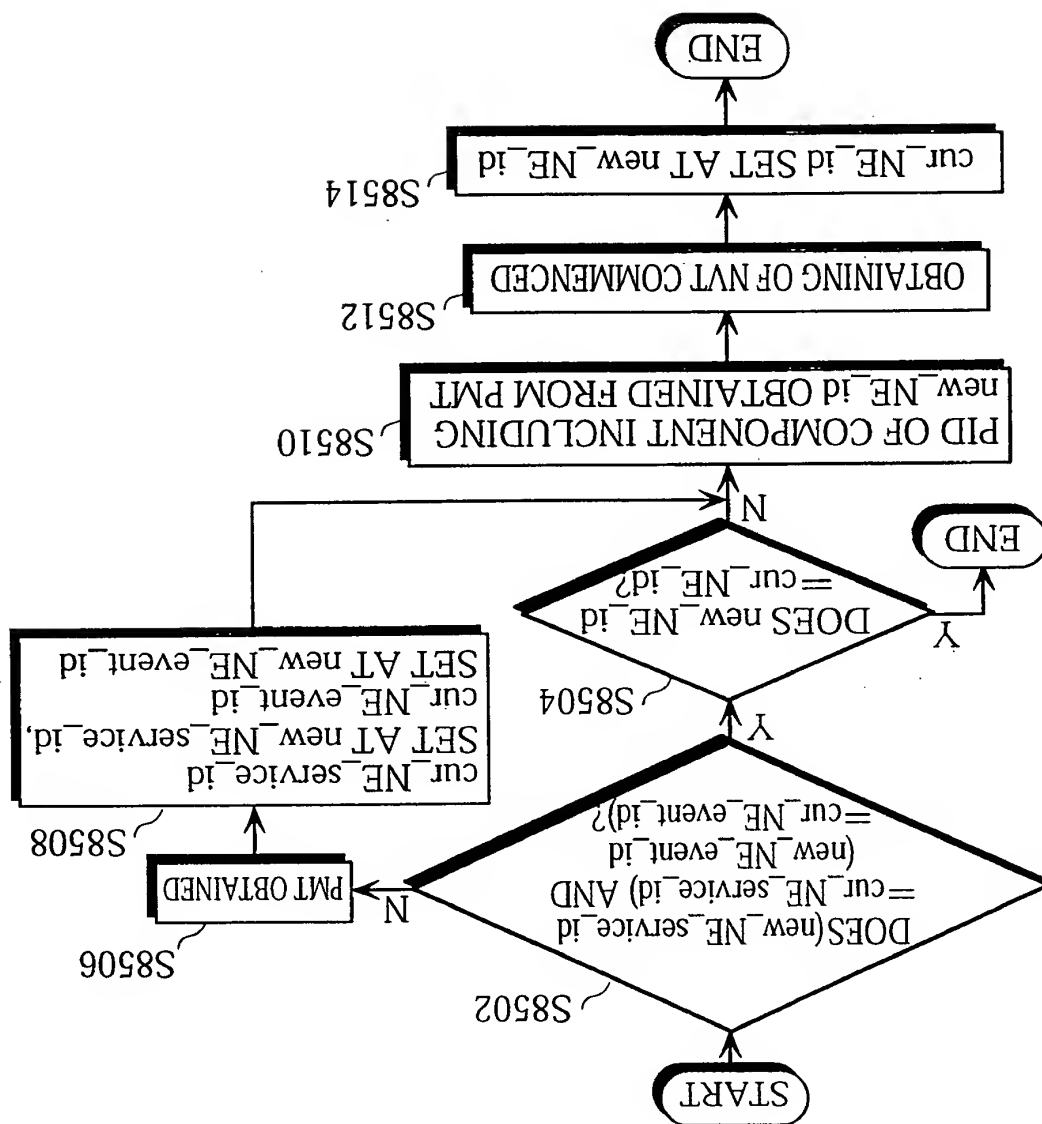 START
S8502
DOES(new_NE_service_id
=cur_NE_service_id) AND
(new_NE_event_id
=cur_NE_event_id)?
N
Y
S8506
PMT OBTAINED
S8508
cur_NE_service_id
SET AT new_NE_service_id,
cur_NE_event_id
SET AT new_NE_event_id
S8504
DOES new_NE_id
=cur_NE_id?
Y
END
N
S8510
PID OF COMPONENT INCLUDING
new_NE_id OBTAINED FROM PMT
S8512
OBTAINING OF NVT COMMENCED
S8514
cur_NE_id SET AT new_NE_id
END